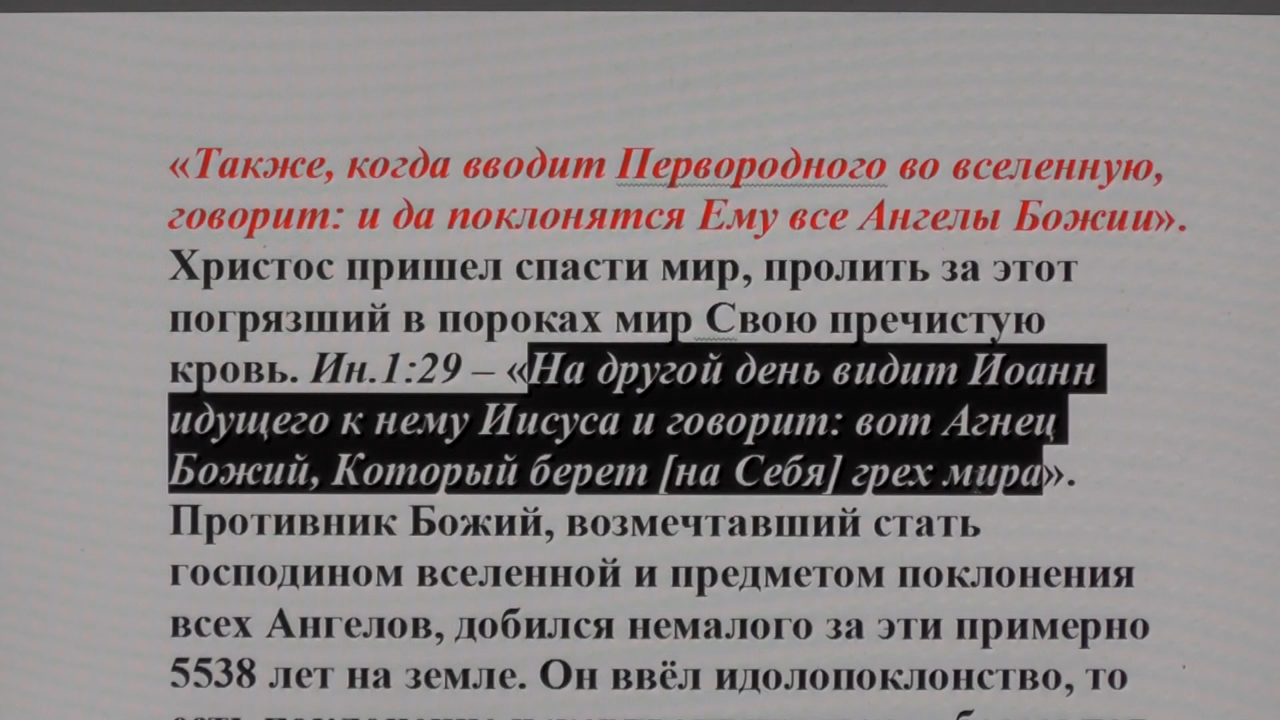 «Также, когда вводит Первородного во вселенную,
говорит: и да поклонятся Ему все Ангелы Божии».
Христос пришел спасти мир, пролить за этот
погрязший в пороках мир Свою пречистую
кровь. Ин.1:29 – «На другой день видит Иоанн
идущего к нему Иисуса и говорит: вот Агнец
Божий, Который берет [на Себя] грех мира».
Противник Божий, возмечтавший стать
господином вселенной и предметом поклонения
всех Ангелов, добился немалого за эти примерно
5538 лет на земле. Он ввёл идолопоклонство, то